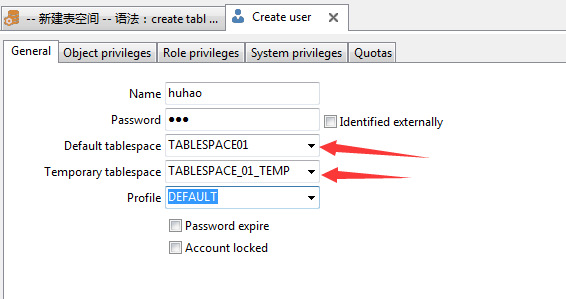 -- 新建表空间 -- 语法：create tabl ...
Create user
General
Object privileges
Role privileges
System privileges
Quotas
Name
huhao
Password
●●●
Identified externally
Default tablespace
TABLESPACE01
Temporary tablespace
TABLESPACE_01_TEMP
Profile
DEFAULT
Password expire
Account locked